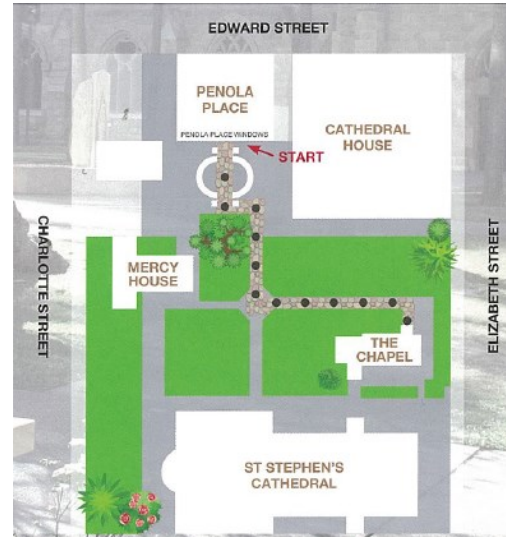 EDWARD STREET
PENOLA
PLACE
PENOLA PLACE WINDOWS
START
CATHEDRAL
HOUSE
CHARLOTTE STREET
MERCY
HOUSE
ELIZABETH STREET
THE
CHAPEL
ST STEPHEN'S
CATHEDRAL